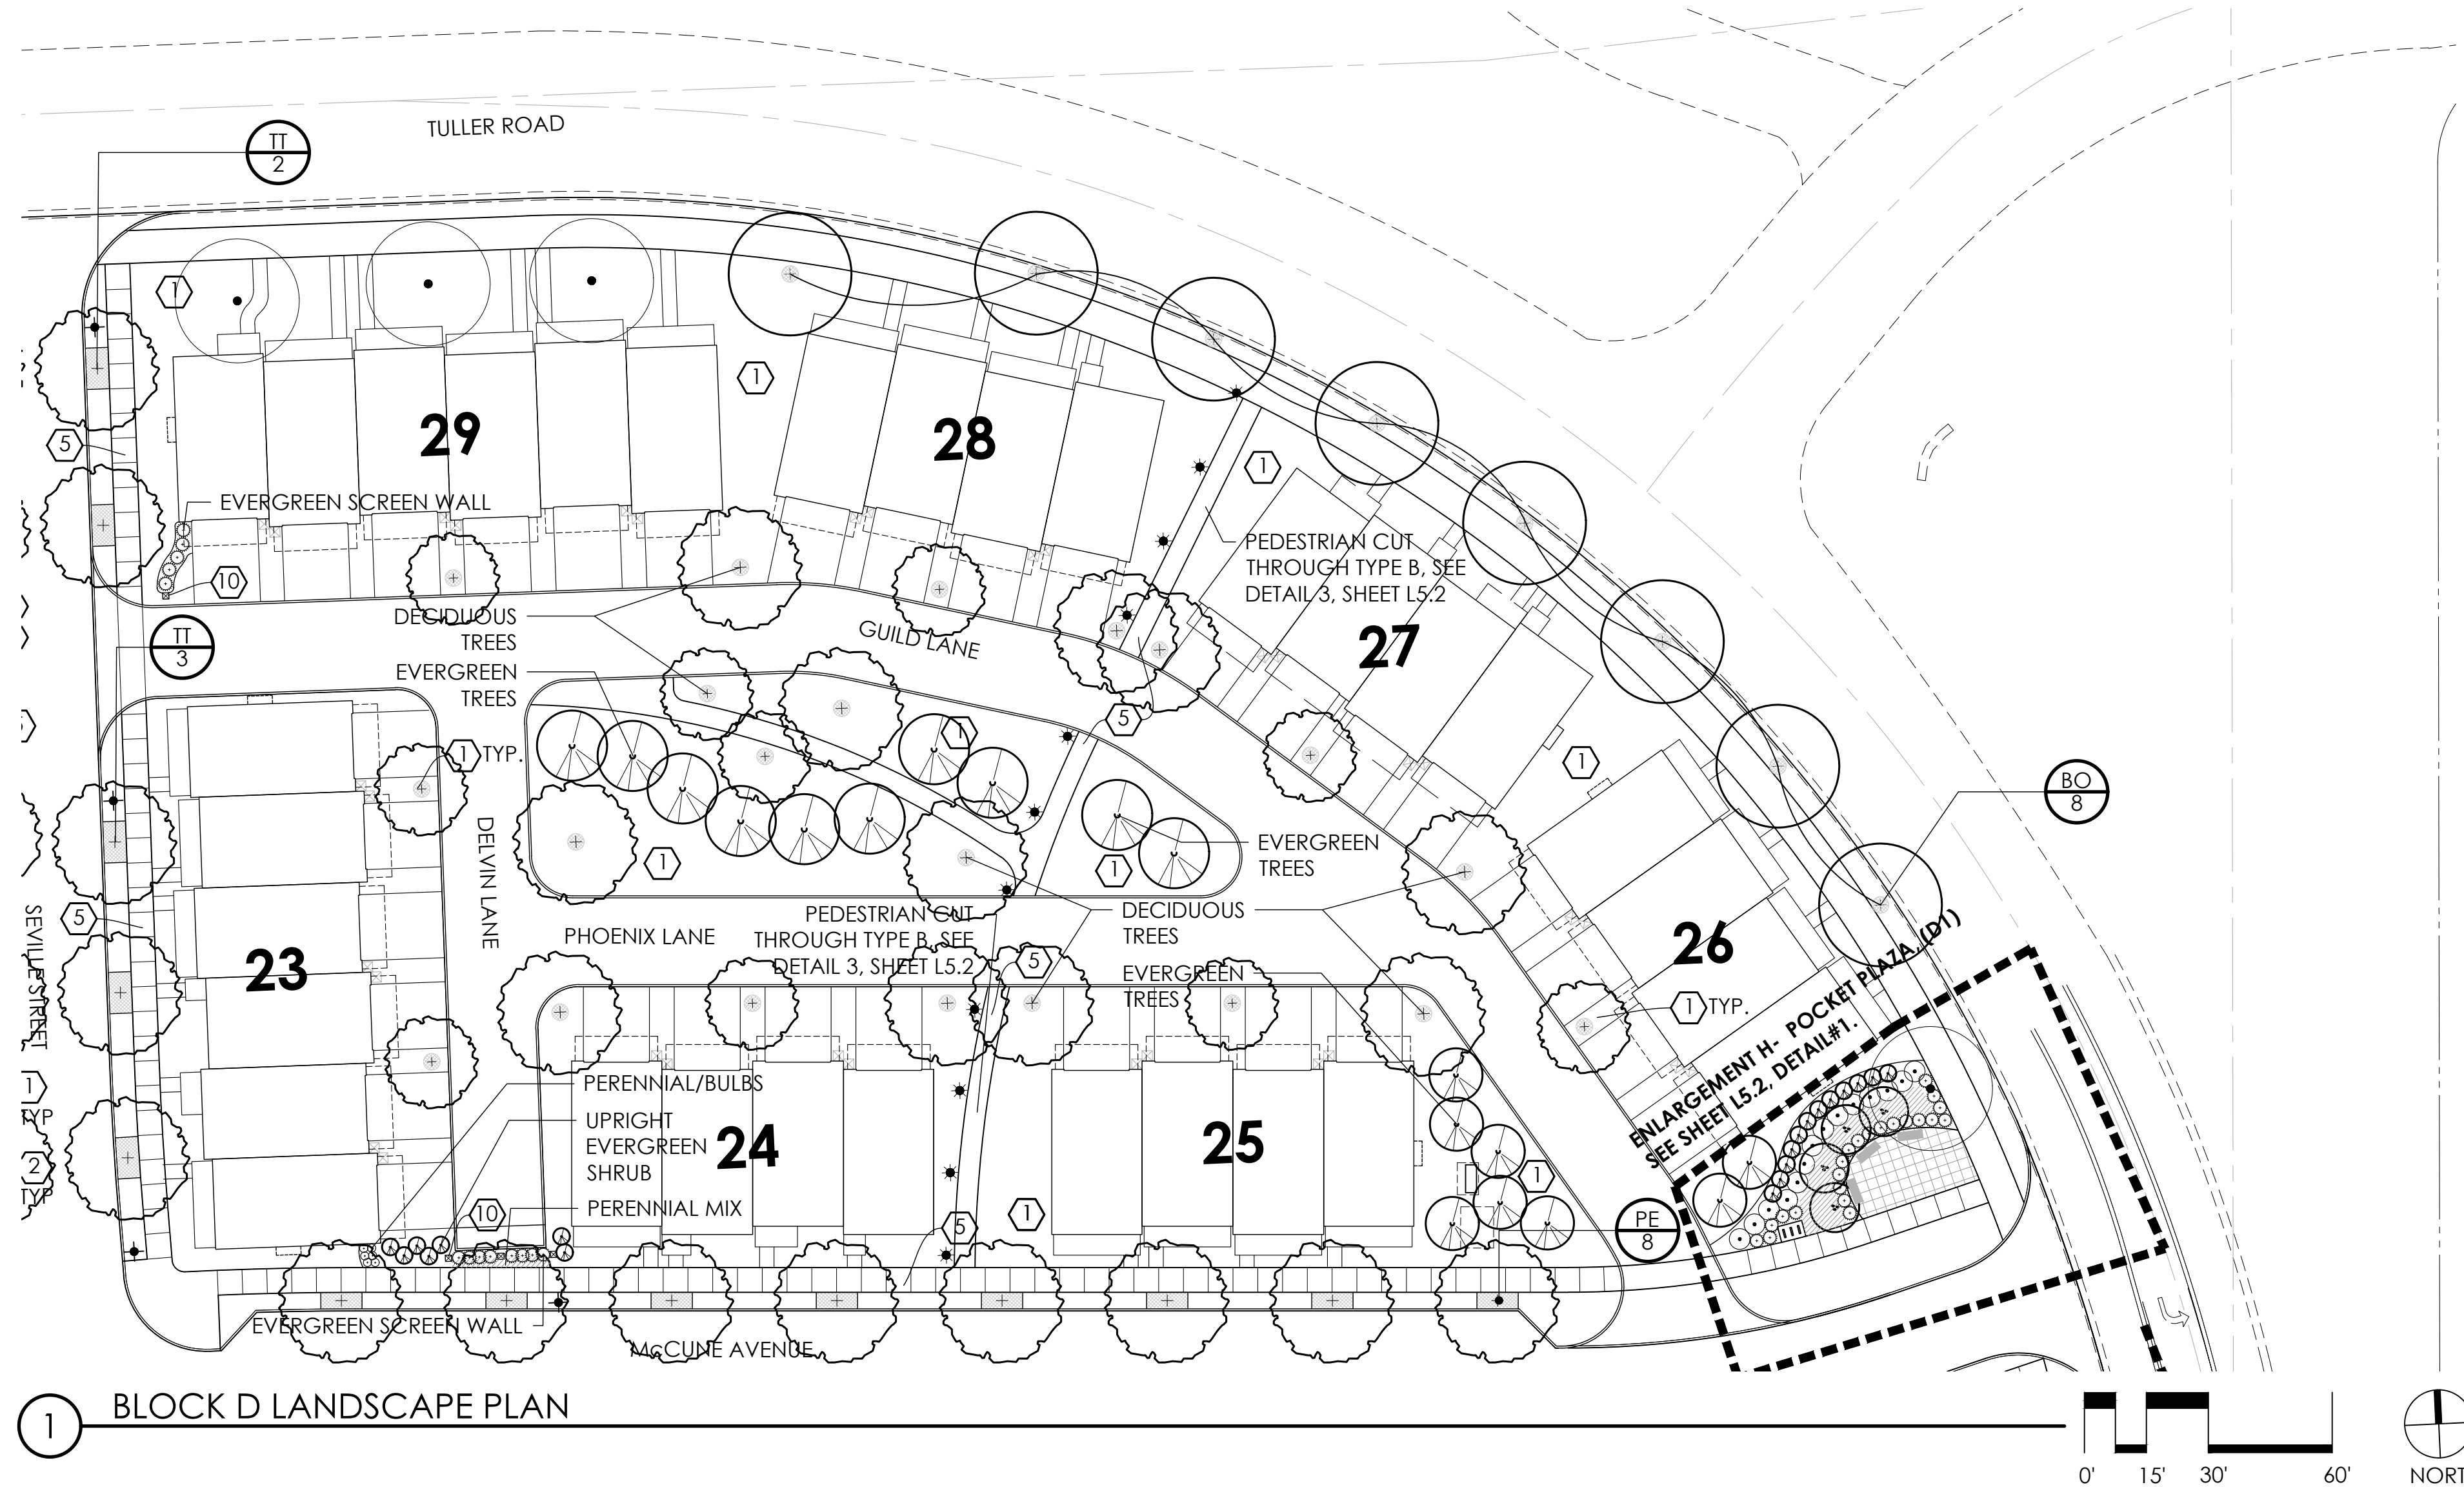 TULLER ROAD
TT
2
1
1
29
28
5
1
EVERGREEN SCREEN WALL
PEDESTRIAN CUT
THROUGH TYPE B, SEE
DETAIL 3, SHEET L5.2
10
DECIDUOUS
TREES
GUILD LANE
27
TT
3
EVERGREEN
TREES
5
1
1 TYP.
1
BO
8
DELVIN LANE
EVERGREEN
TREES
1
1
SEVILLE STREET
5
PEDESTRIAN CUT
THROUGH TYPE B, SEE
DETAIL 3, SHEET L5.2
DECIDUOUS
TREES
PHOENIX LANE
23
26
5
EVERGREEN
TREES
1 TYP.
ENLARGEMENT H- POCKET PLAZA, (D1)
SEE SHEET L5.2, DETAIL#1.
PERENNIAL/BULBS
1
TYP
UPRIGHT
EVERGREEN
SHRUB
24
25
2
TYP
1
PERENNIAL MIX
10
1
5
PE
8
EVERGREEN SCREEN WALL
McCUNE AVENUE
1
BLOCK D LANDSCAPE PLAN
0' 15' 30' 60'
NORT